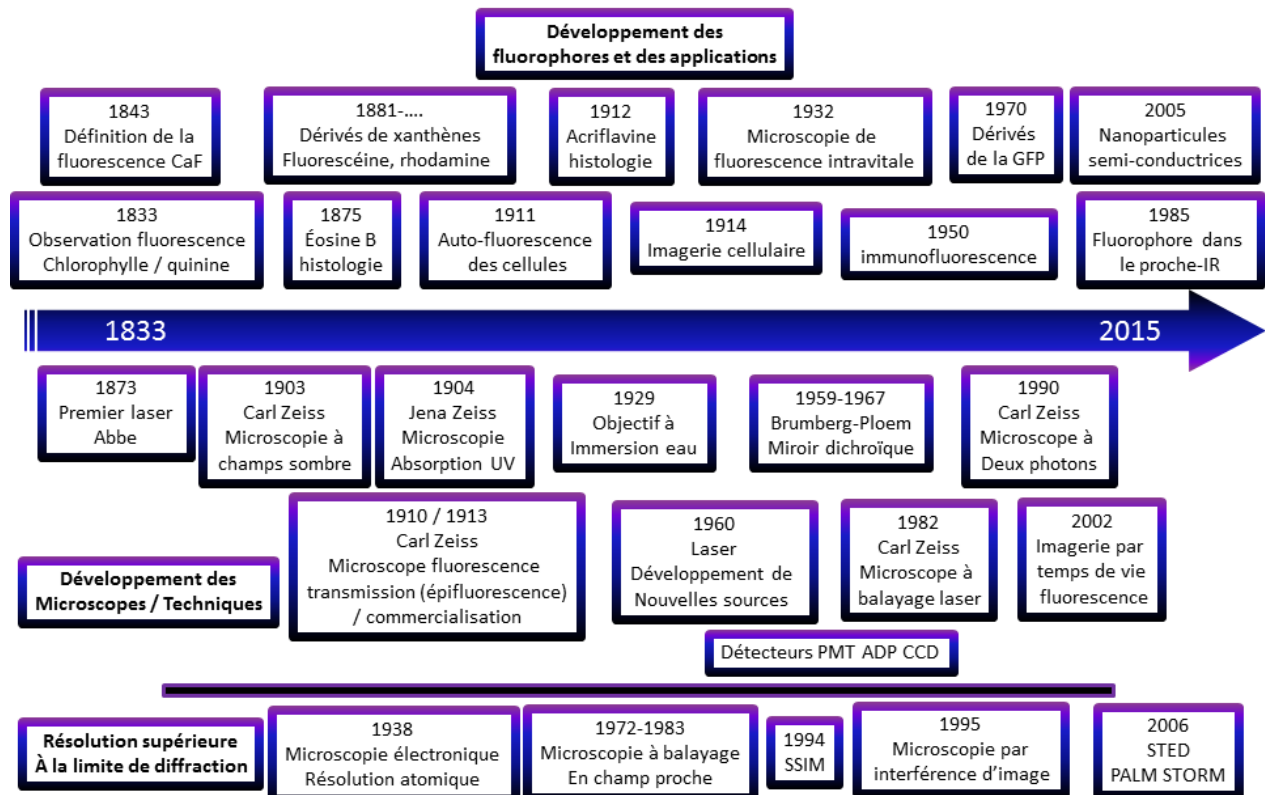 Développement des
fluorophores et des applications
1843
Définition de la
fluorescence CaF
1881-....
Dérivés de xanthènes
Fluorescéine, rhodamine
1912
Acriflavine
histologie
1932
Microscopie de
fluorescence intravitale
1970
Dérivés
de la GFP
2005
Nanoparticules
semi-conductrices
1833
Observation fluorescence
Chlorophylle / quinine
1875
Éosine B
histologie
1911
Auto-fluorescence
des cellules
1914
Imagerie cellulaire
1950
immunofluorescence
1985
Fluorophore dans
le proche-IR
1833
2015
1873
Premier laser
Abbe
1903
Carl Zeiss
Microscopie à
champs sombre
1904
Jena Zeiss
Microscopie
Absorption UV
1929
Objectif à
Immersion eau
1959-1967
Brumberg-Ploem
Miroir dichroïque
1990
Carl Zeiss
Microscope à
Deux photons
Développement des
Microscopes / Techniques
1910 / 1913
Carl Zeiss
Microscope fluorescence
transmission (épifluorescence)
/ commercialisation
1960
Laser
Développement de
Nouvelles sources
1982
Carl Zeiss
Microscope à
balayage laser
2002
Imagerie par
temps de vie
fluorescence
Détecteurs PMT ADP CCD
Résolution supérieure
À la limite de diffraction
1938
Microscopie électronique
Résolution atomique
1972-1983
Microscopie à balayage
En champ proche
1994
SSIM
1995
Microscopie par
interférence d'image
2006
STED
PALM STORM